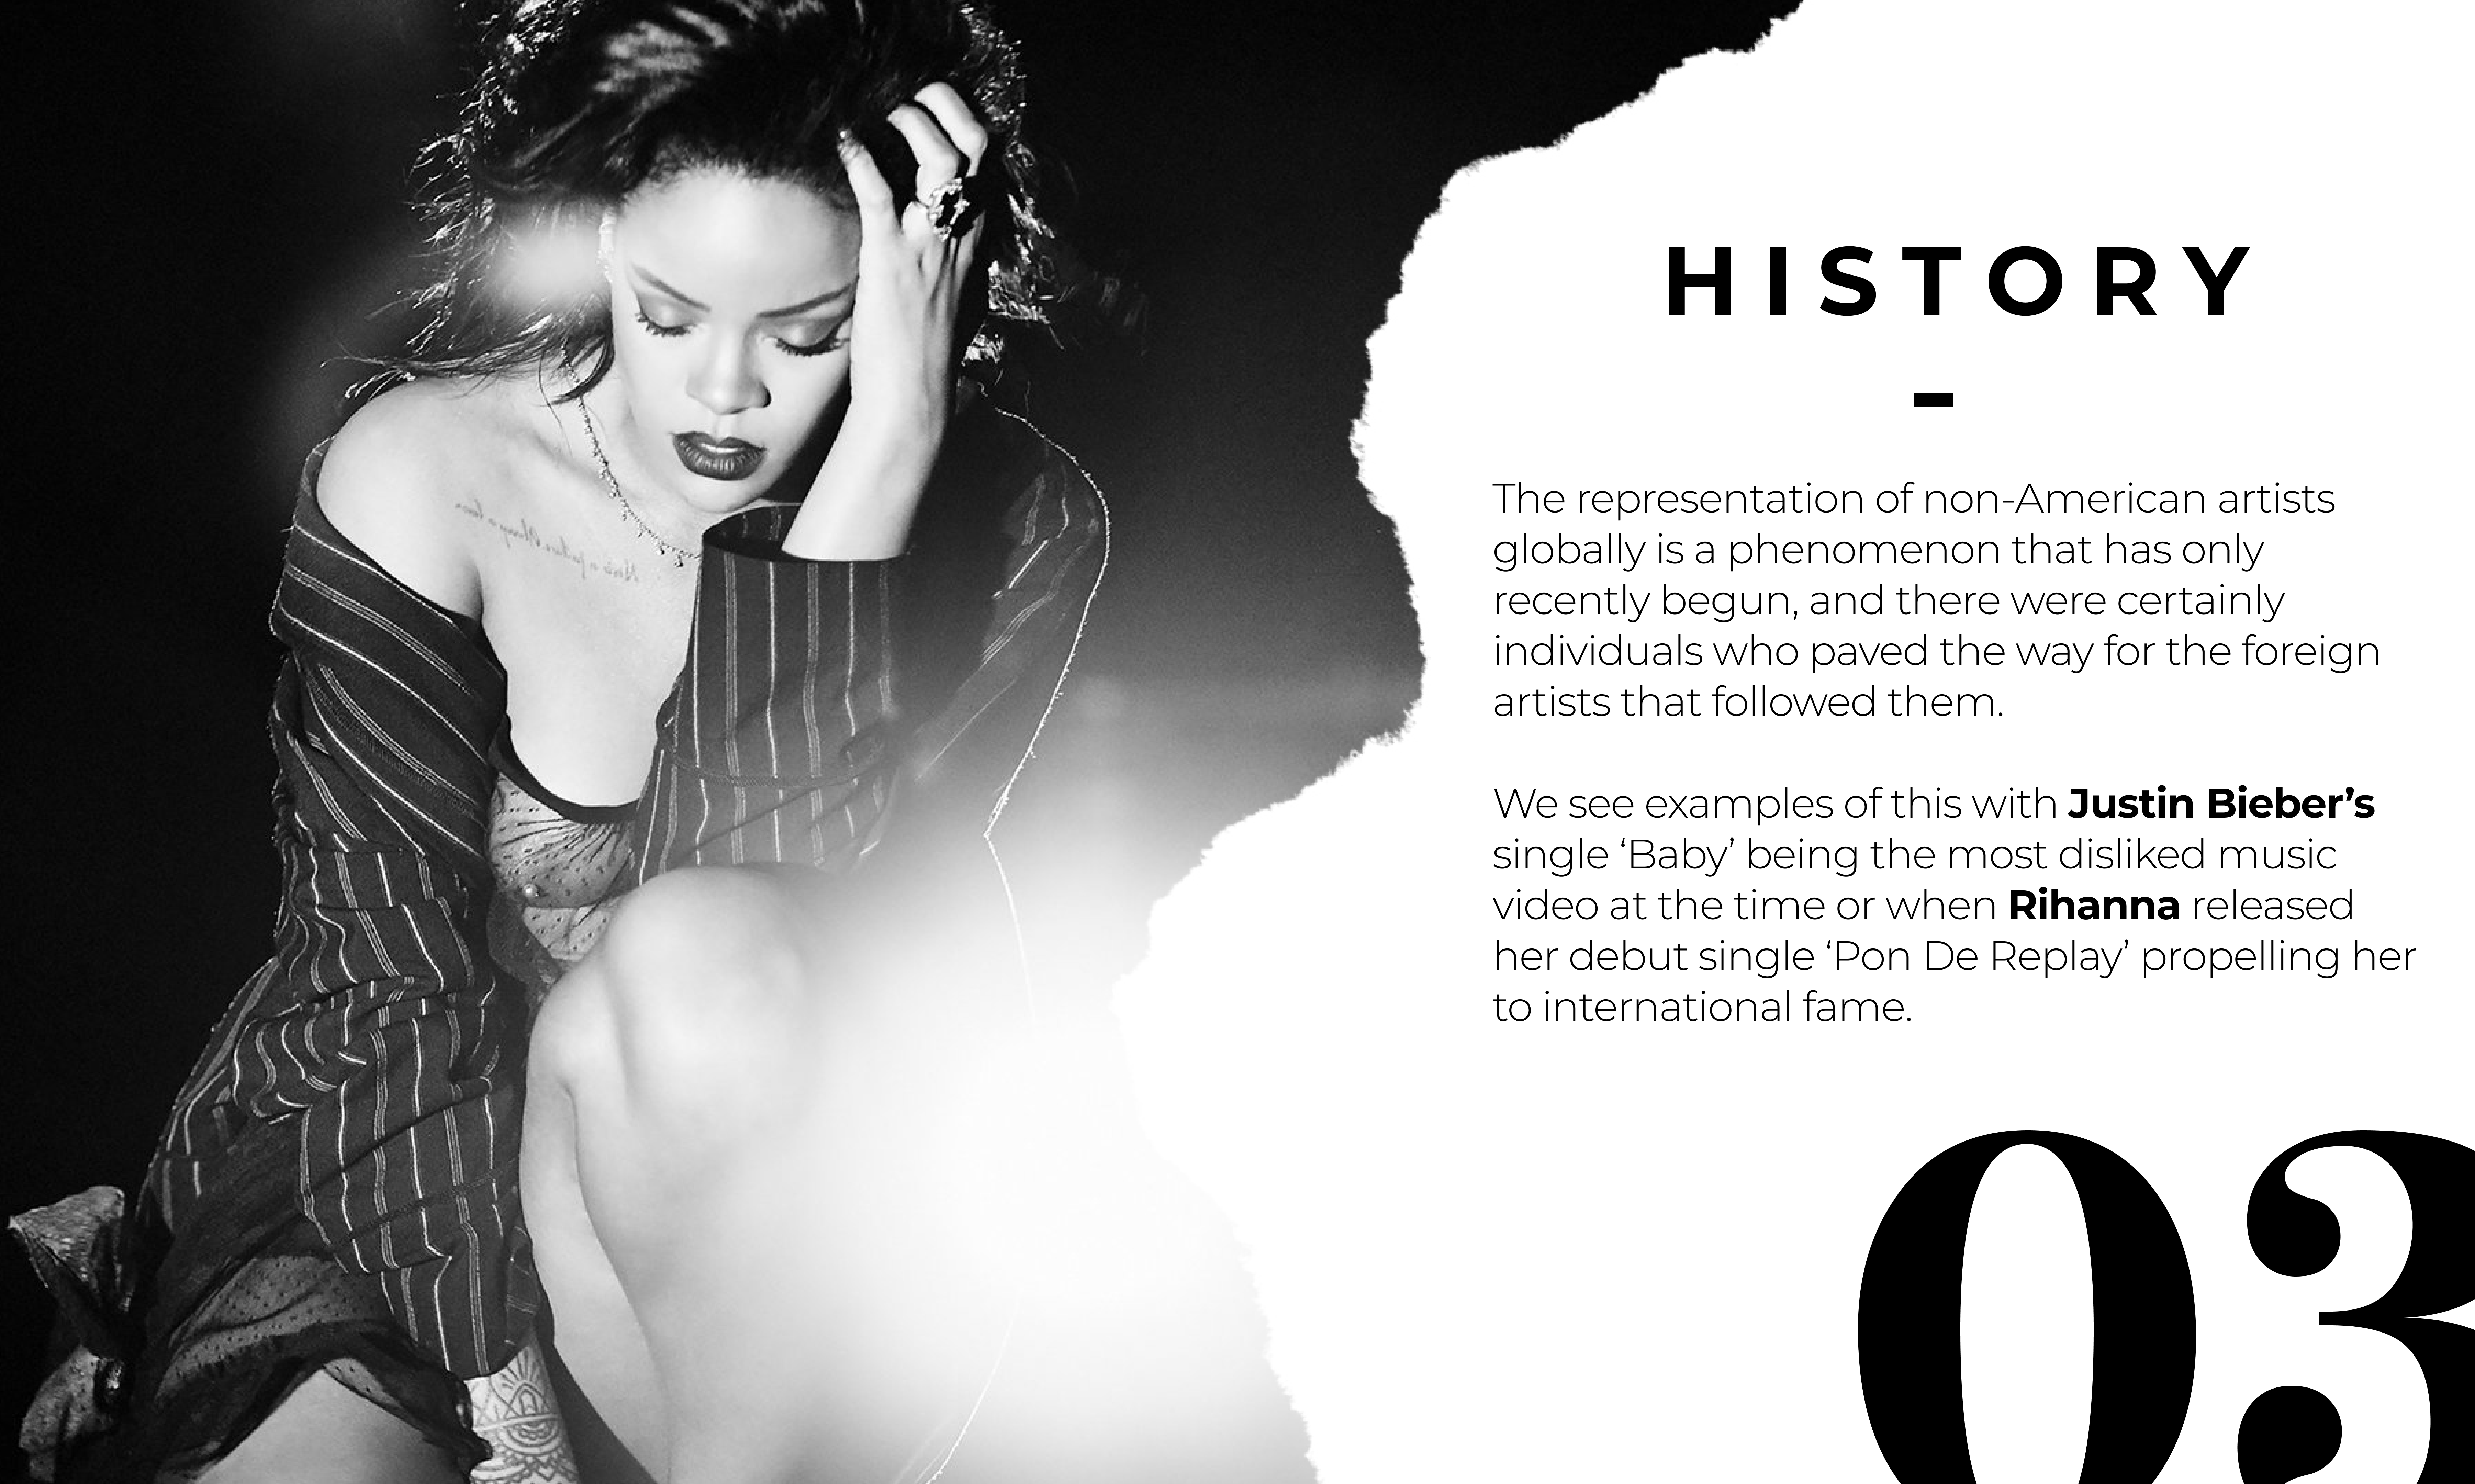 HISTORY
-
The representation of non-American artists
globally is a phenomenon that has only
recently begun, and there were certainly
individuals who paved the way for the foreign
artists that followed them.
We see examples of this with Justin Bieber’s
single ‘Baby’ being the most disliked music
video at the time or when Rihanna released
her debut single ‘Pon De Replay’ propelling her
to international fame.
03